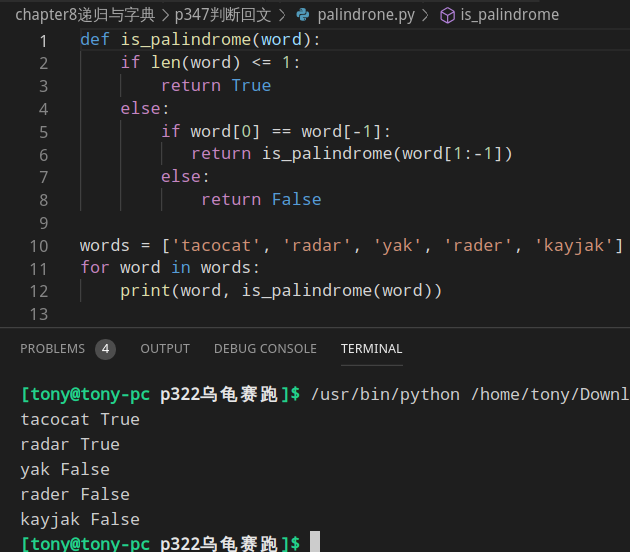 chapter8递归与字典 > p347判断回文 > palindrone.py > is_palindrome
1 def is_palindrome(word):
2     if len(word) <= 1:
3         return True
4     else:
5         if word[0] == word[-1]:
6            return is_palindrome(word[1:-1])
7         else:
8             return False
9
10 words = ['tacocat', 'radar', 'yak', 'rader', 'kayjak']
11 for word in words:
12     print(word, is_palindrome(word))
13
PROBLEMS 4 OUTPUT DEBUG CONSOLE TERMINAL
[tony@tony-pc p322乌龟赛跑]$ /usr/bin/python /home/tony/Downl
tacocat True
radar True
yak False
rader False
kayjak False
[tony@tony-pc p322乌龟赛跑]$